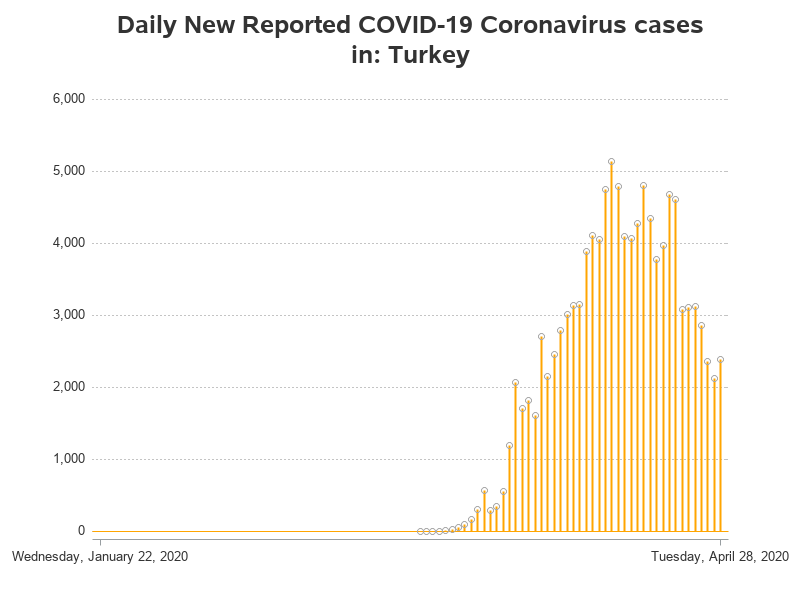 Daily New Reported COVID-19 Coronavirus cases
in: Turkey
6,000
5,000
4,000
3,000
2,000
1,000
0
Wednesday, January 22, 2020
Tuesday, April 28, 2020